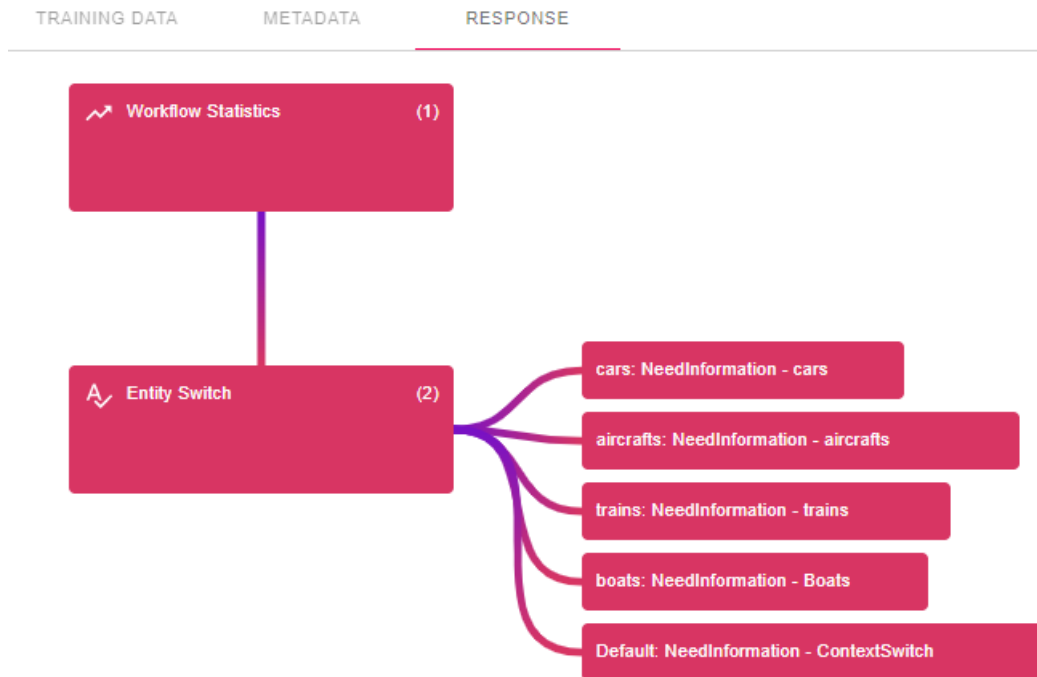 TRAINING DATA METADATA RESPONSE
Workflow Statistics (1)
Entity Switch (2)
cars: NeedInformation - cars
aircrafts: NeedInformation - aircrafts
trains: NeedInformation - trains
boats: NeedInformation - Boats
Default: NeedInformation - ContextSwitch